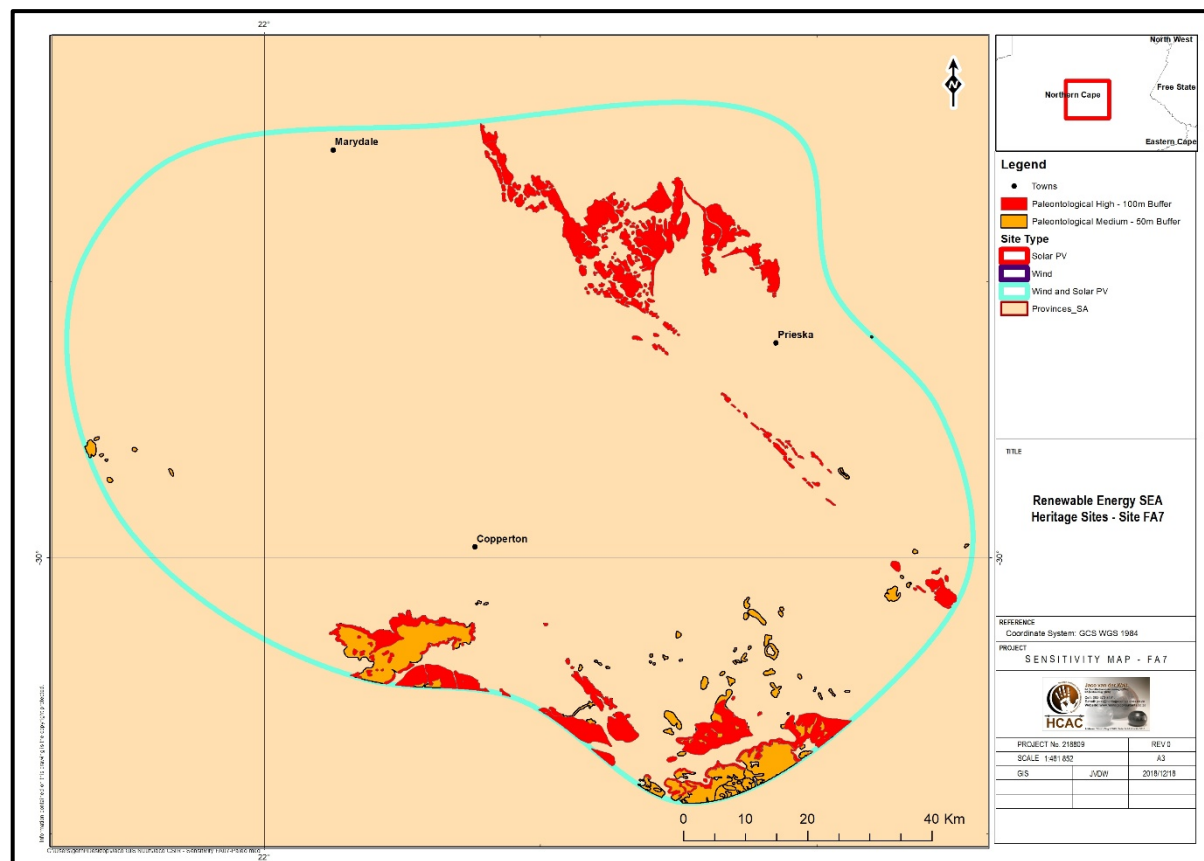 22°
North West
Northern Cape
Free State
Eastern Cape
N
Marydale
Prieska
Copperton
-30°
-30°
22°
0 10 20 40 Km
Legend
Towns
Paleontological High - 100m Buffer
Paleontological Medium - 50m Buffer
Site Type
Solar PV
Wind
Wind and Solar PV
Provinces_SA
TITLE
Renewable Energy SEA
Heritage Sites - Site FA7
REFERENCE
Coordinate System: GCS WGS 1984
PROJECT
SENSITIVITY MAP - FA7
HCAC
PROJECT No. 218809 REV 0
SCALE 1:481 852 A3
GIS JVDW 2018/12/18